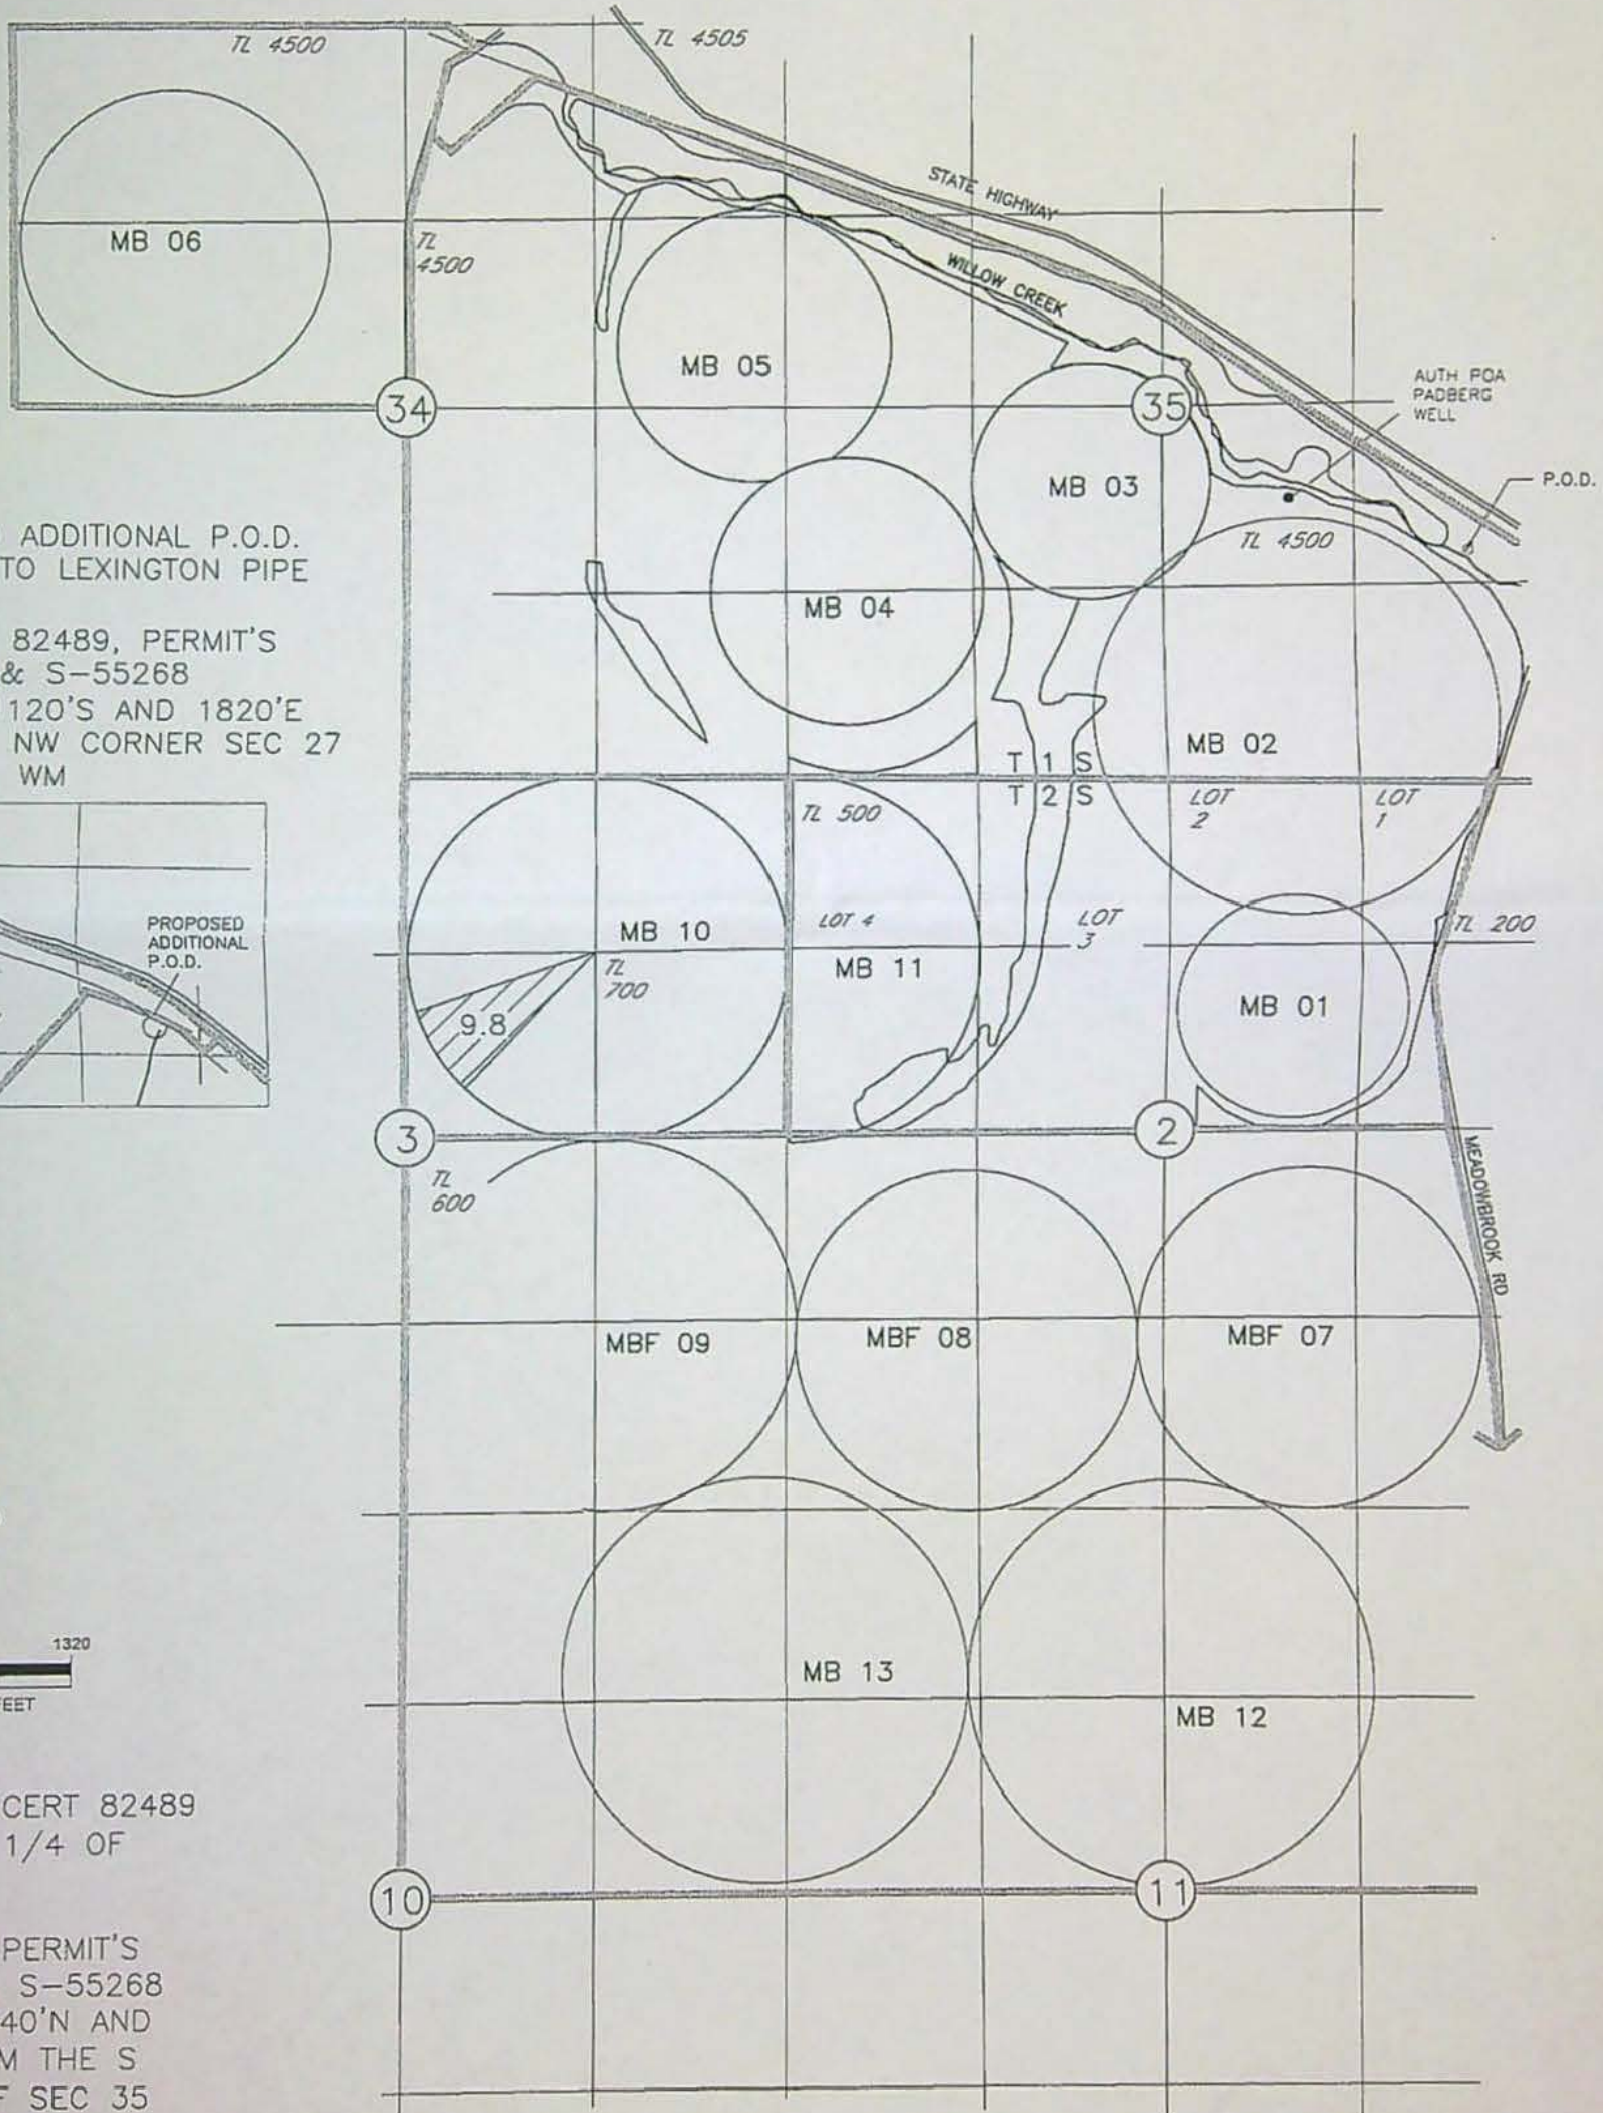 TL 4500
TL 4505
STATE HIGHWAY
MB 06
TL
4500
WILLOW CREEK
MB 05
AUTH POA
PADBERG
WELL
34
35
P.O.D.
MB 03
TL 4500
ADDITIONAL P.O.D.
TO LEXINGTON PIPE
82489, PERMIT'S
& S-55268
120'S AND 1820'E
NW CORNER SEC 27
WM
MB 04
MB 02
T 1 S
T 2 S
LOT
2
LOT
1
TL 500
PROPOSED
ADDITIONAL
P.O.D.
MB 10
LOT 4
LOT
3
TL 200
TL
700
MB 11
9.8
MB 01
3
2
TL
600
MEADOWBROOK RD
MBF 09
MBF 08
MBF 07
1320
FEET
MB 13
MB 12
CERT 82489
1/4 OF
10
11
PERMIT'S
S-55268
40'N AND
M THE S
F SEC 35